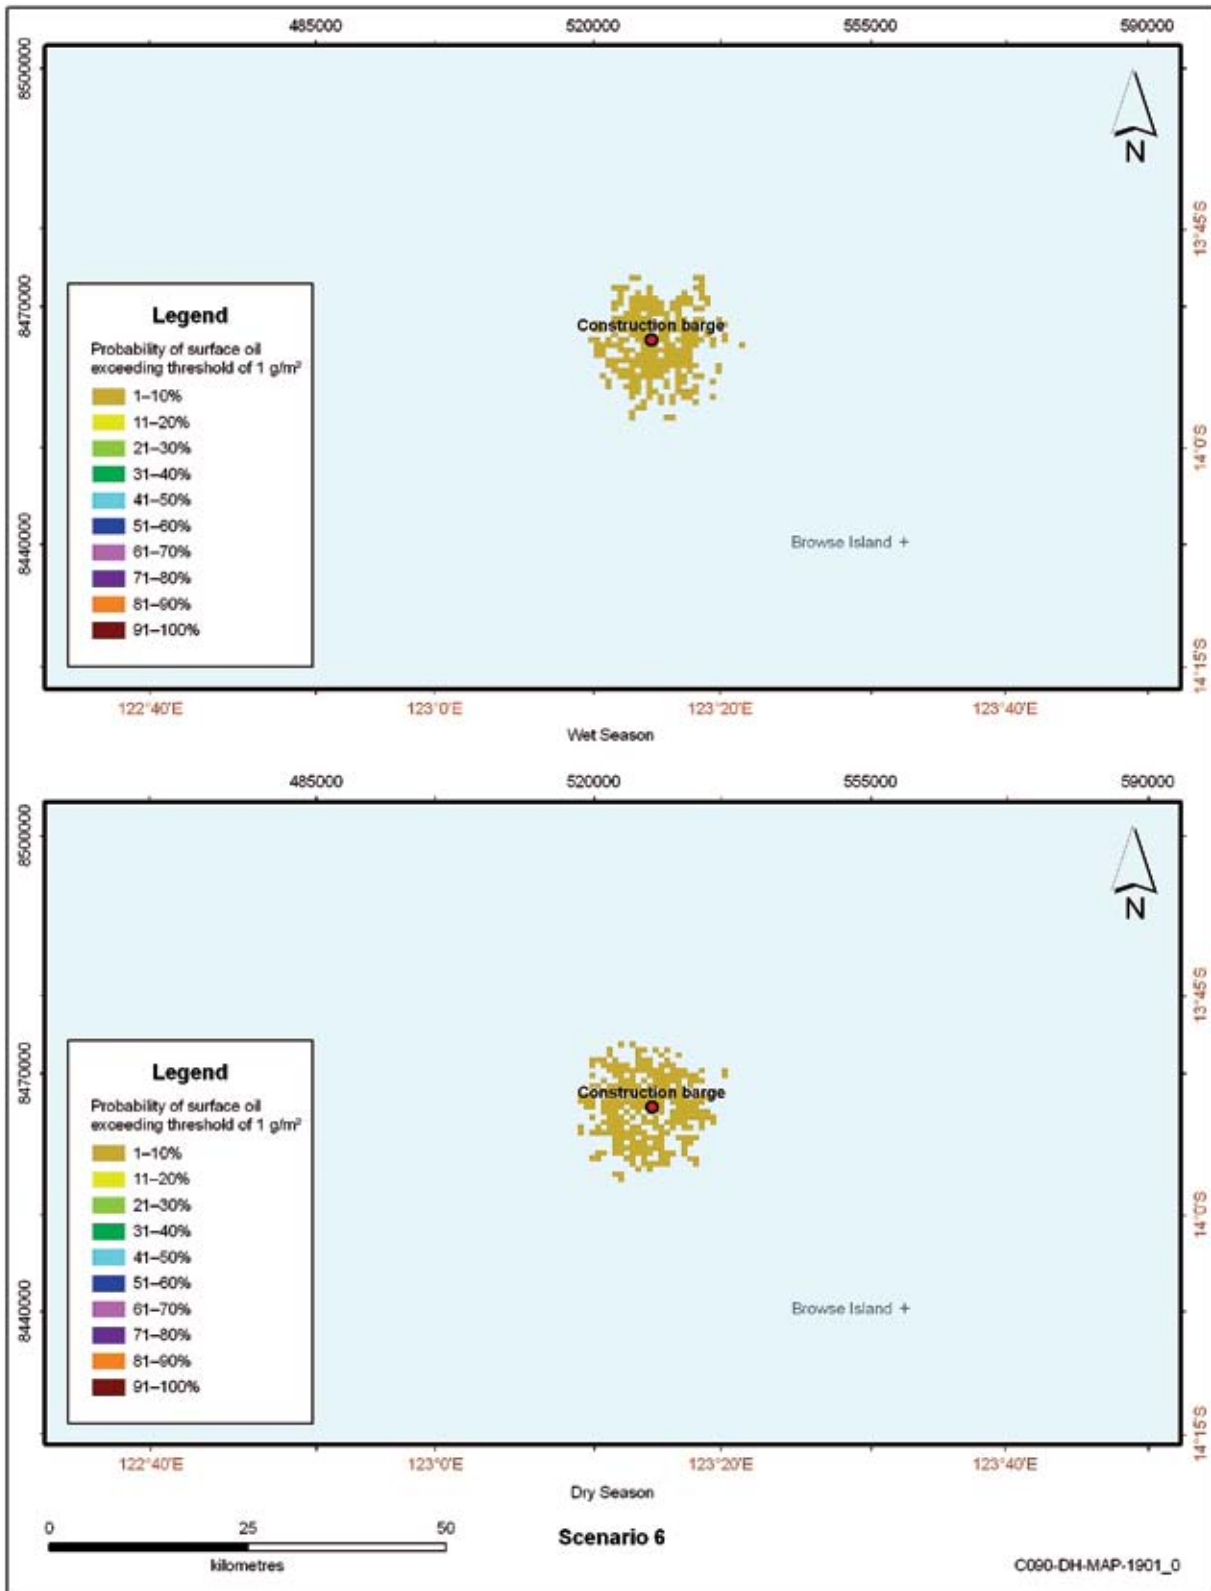 485000 520000 555000 590000
8500000
N
13°45'S
8470000
Legend
Probability of surface oil
exceeding threshold of 1 g/m²
1–10%
11–20%
21–30%
31–40%
41–50%
51–60%
61–70%
71–80%
81–90%
91–100%
Construction barge
14°0'S
8440000
Browse Island +
14°15'S
122°40'E 123°0'E 123°20'E 123°40'E
Wet Season
485000 520000 555000 590000
8500000
N
13°45'S
8470000
Legend
Probability of surface oil
exceeding threshold of 1 g/m²
1–10%
11–20%
21–30%
31–40%
41–50%
51–60%
61–70%
71–80%
81–90%
91–100%
Construction barge
14°0'S
8440000
Browse Island +
14°15'S
122°40'E 123°0'E 123°20'E 123°40'E
Dry Season
0 25 50
kilometres
Scenario 6
C090-DH-MAP-1901_0